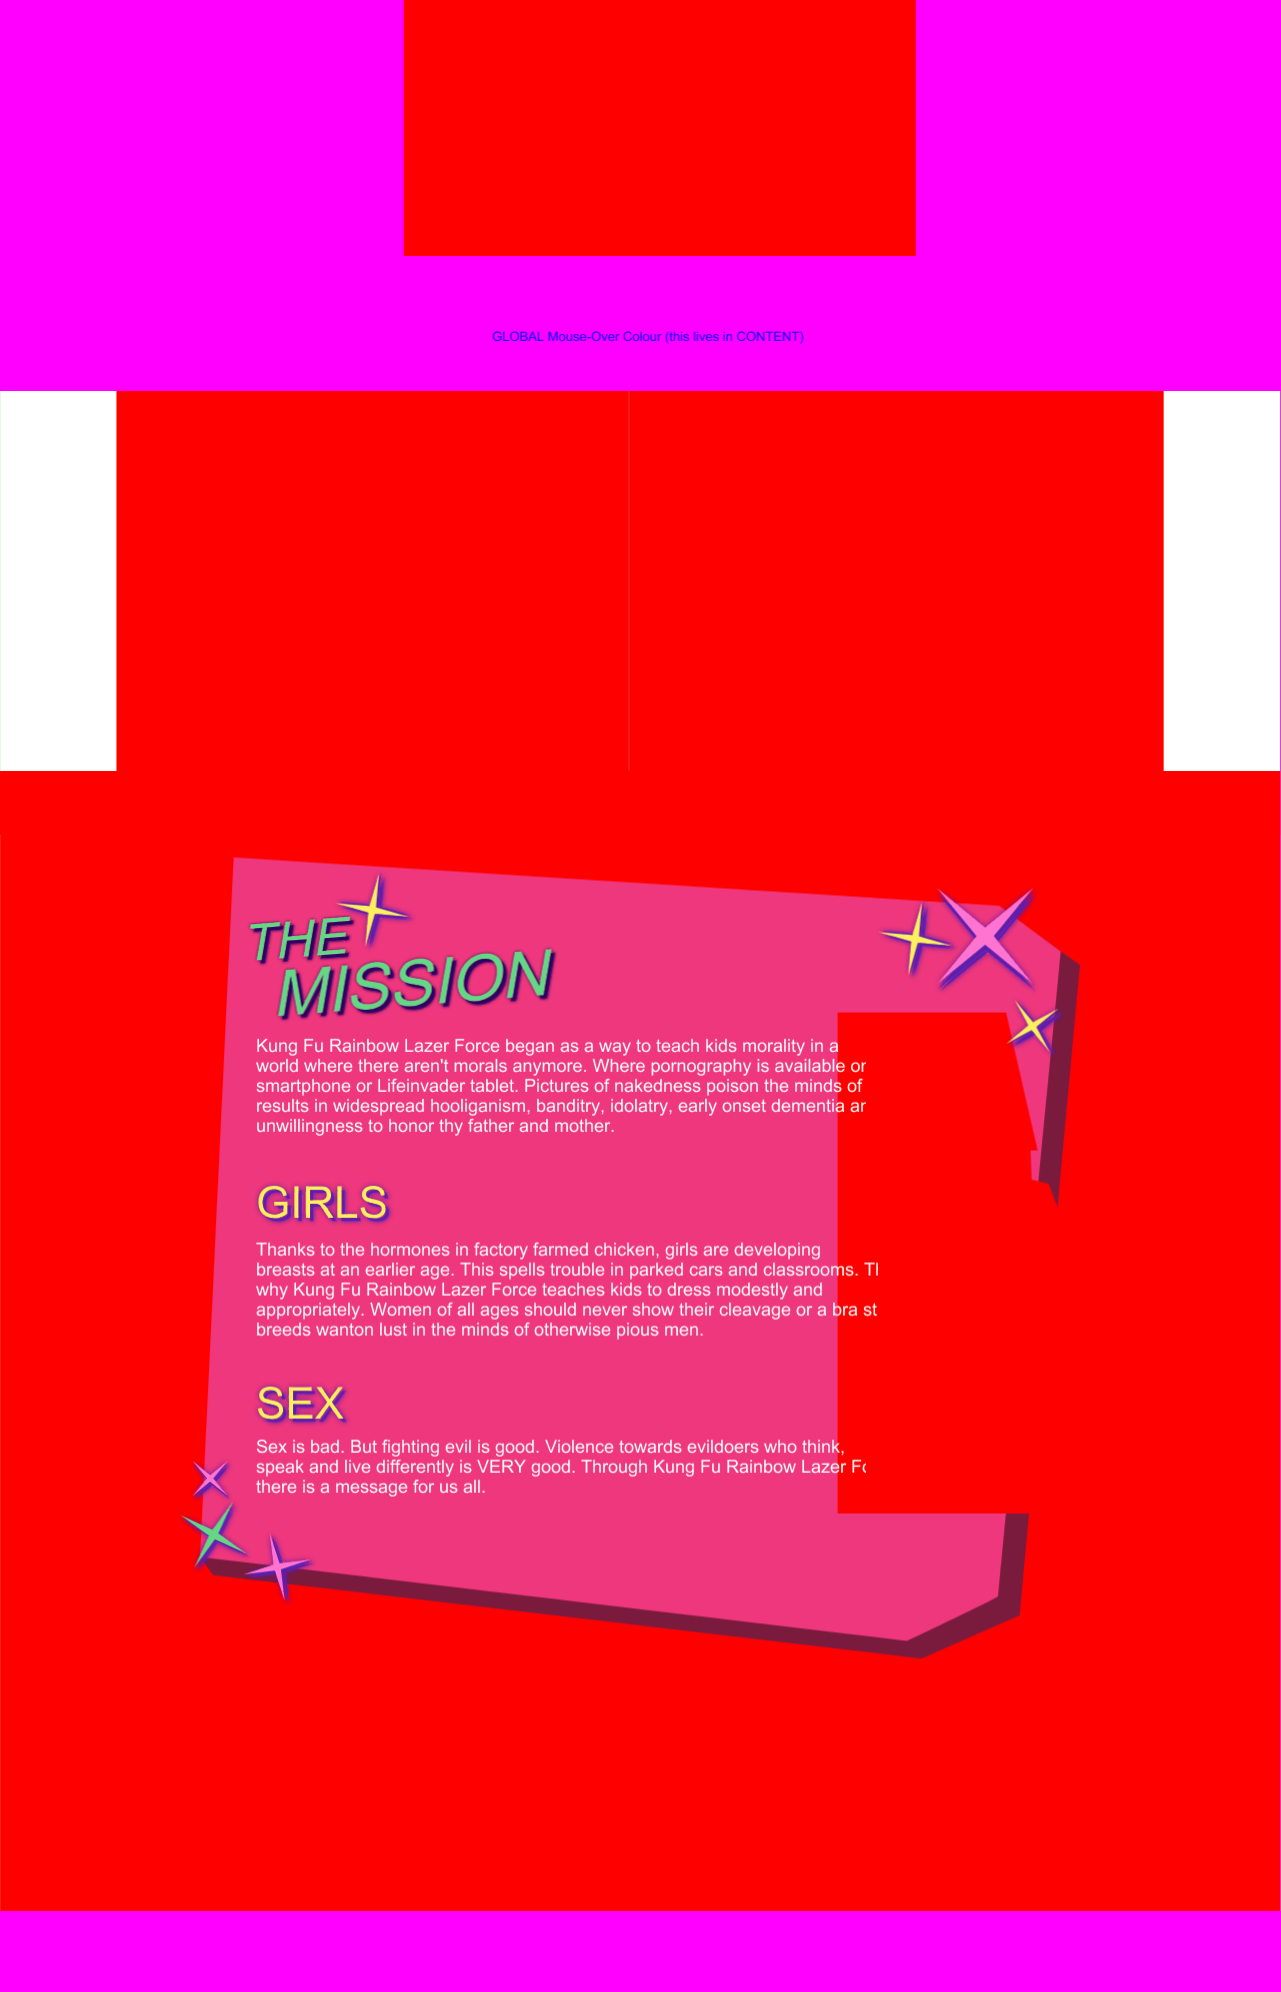 GLOBAL Mouse-Over Colour (this lives in CONTENT)
THE
MISSION
Kung Fu Rainbow Lazer Force began as a way to teach kids morality in a
world where there aren't morals anymore. Where pornography is available
smartphone or Lifeinvader tablet. Pictures of nakedness poison the minds of
results in widespread hooliganism, banditry, idolatry, early onset dementia
unwillingness to honor thy father and mother.
GIRLS
Thanks to the hormones in factory farmed chicken, girls are developing
breasts at an earlier age. This spells trouble in parked cars and classrooms.
why Kung Fu Rainbow Lazer Force teaches kids to dress modestly and
appropriately. Women of all ages should never show their cleavage or a bra
breeds wanton lust in the minds of otherwise pious men.
SEX
Sex is bad. But fighting evil is good. Violence towards evildoers who think,
speak and live differently is VERY good. Through Kung Fu Rainbow Lazer
there is a message for us all.